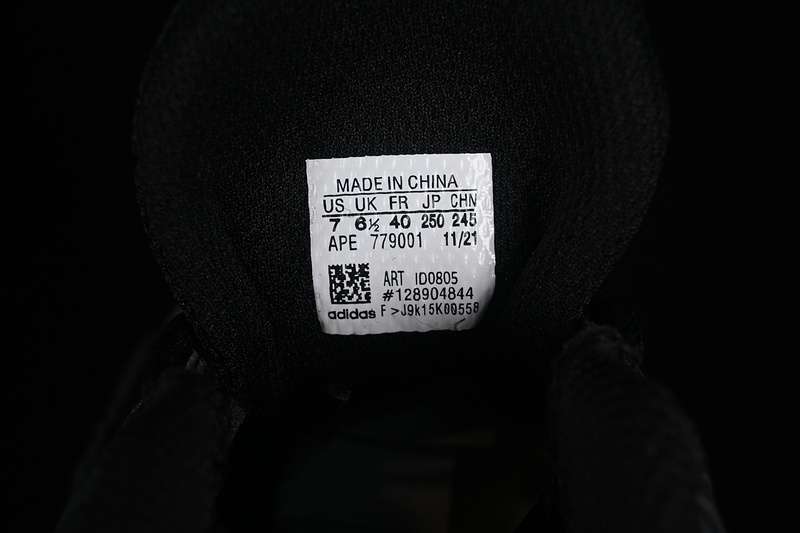 MADE IN CHINA
US UK FR JP CHN
7 6½ 40 250 245
APE 779001 11/21
ART ID0805
#128904844
adidas F>J9k15K00558